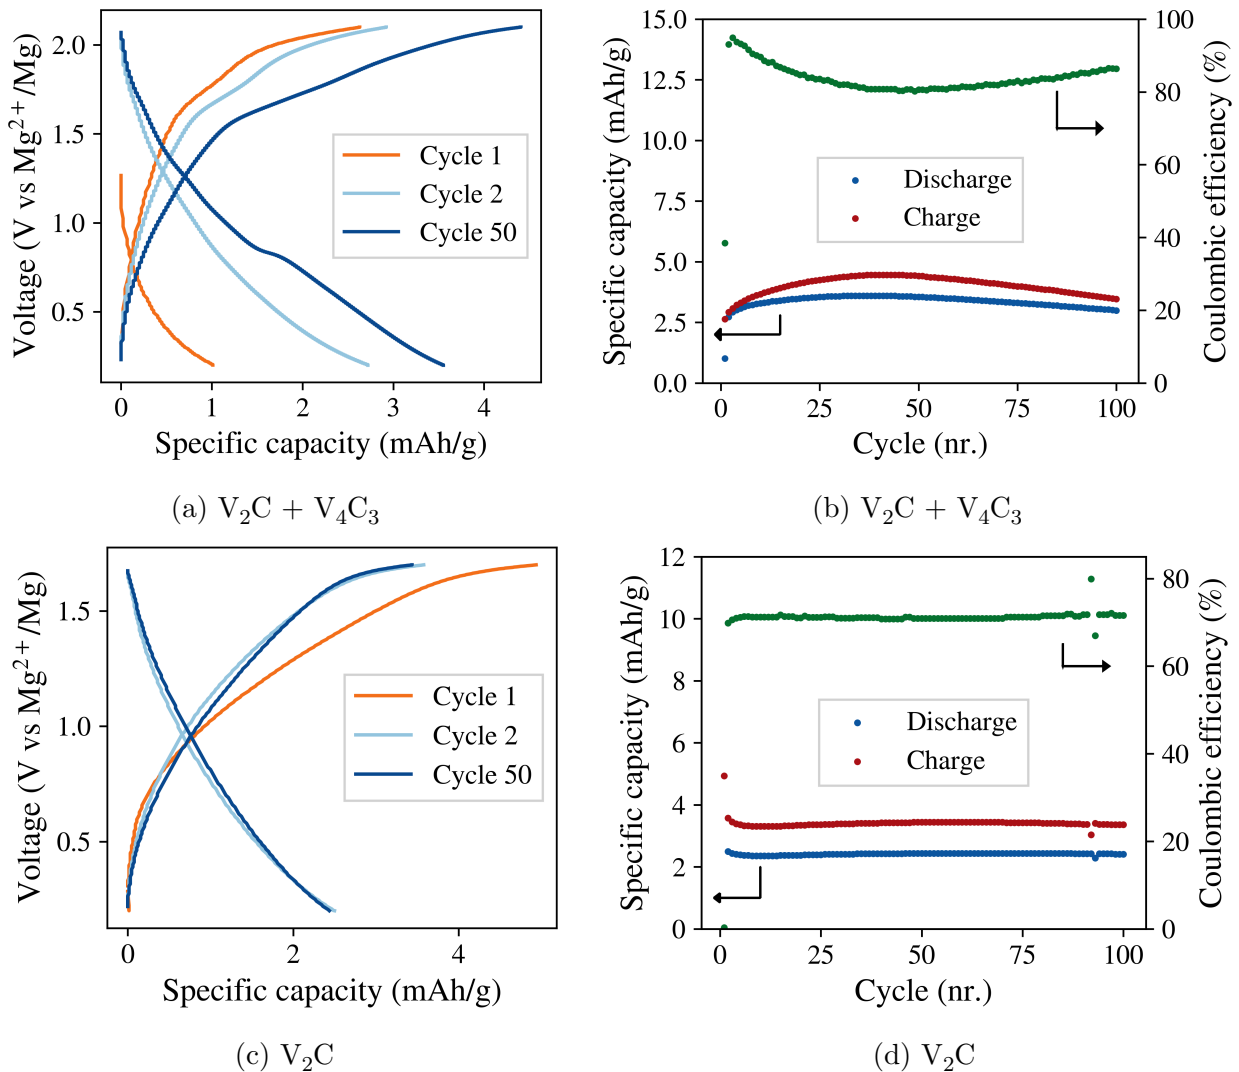 2.0
1.5
1.0
0.5
0
1
2
3
4
Voltage (V vs Mg²⁺/Mg)
Specific capacity (mAh/g)
Cycle 1
Cycle 2
Cycle 50
(a) V₂C + V₄C₃
15.0
12.5
10.0
7.5
5.0
2.5
0.0
Specific capacity (mAh/g)
0
25
50
75
100
Cycle (nr.)
100
80
60
40
20
0
Coulombic efficiency (%)
Discharge
Charge
(b) V₂C + V₄C₃
1.5
1.0
0.5
0
2
4
Voltage (V vs Mg²⁺/Mg)
Specific capacity (mAh/g)
Cycle 1
Cycle 2
Cycle 50
(c) V₂C
12
10
8
6
4
2
0
Specific capacity (mAh/g)
0
25
50
75
100
Cycle (nr.)
80
60
40
20
0
Coulombic efficiency (%)
Discharge
Charge
(d) V₂C